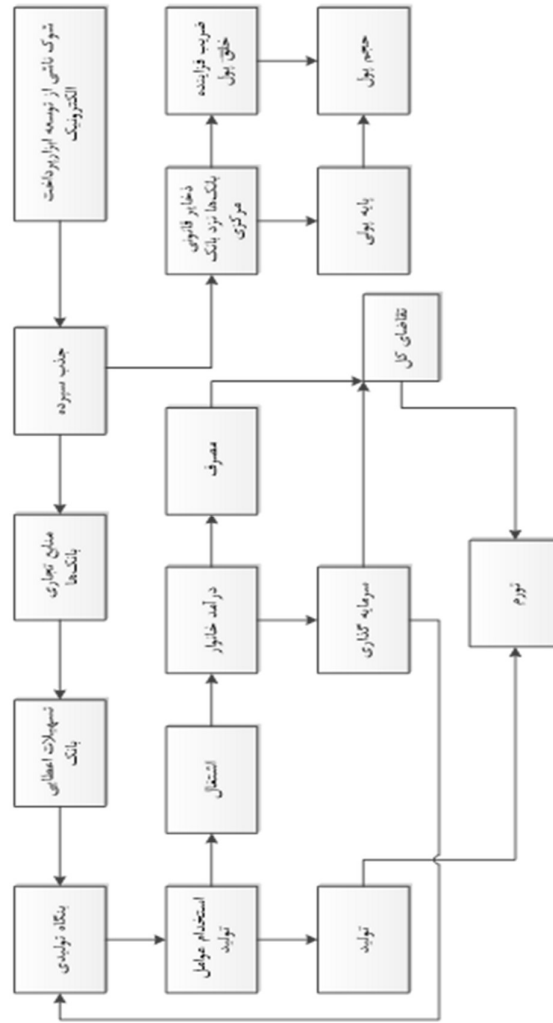 شوک ناشی از توسعه ابزارپرداخت
الکترونیک
جذب سپرده
منابع تجاری
بانک‌ها
تسهیلات اعطایی
بانک
بنگاه تولیدی
ضریب فزاینده
خلق پول
ذخایر قانونی
بانک‌ها نزد بانک
مرکزی
مصرف
درآمد خانوار
اشتغال
استخدام عوامل
تولید
حجم پول
پایه پولی
تقاضای کل
سرمایه گذاری
تولید
تورم